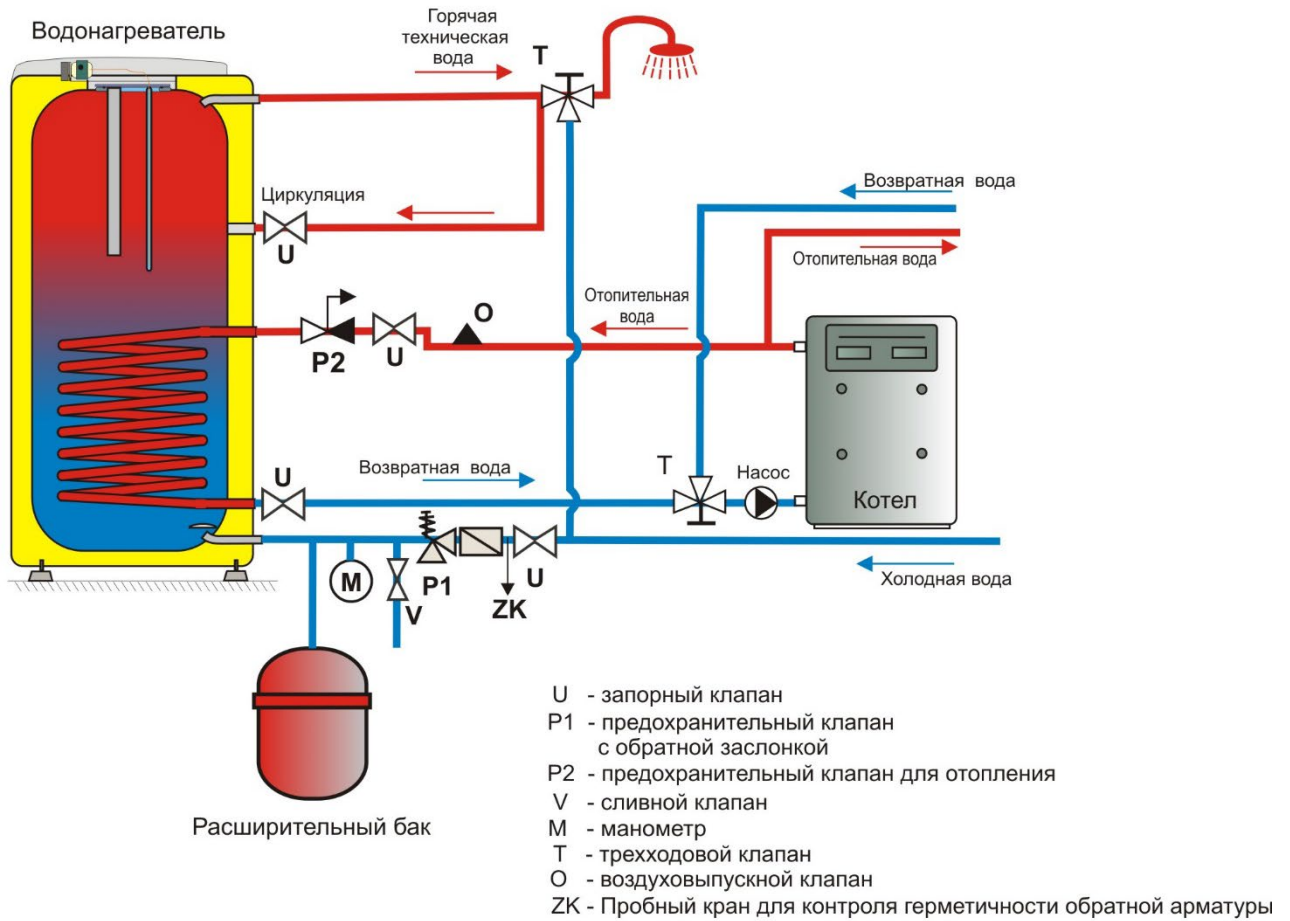 Водонагреватель
Горячая
техническая
вода
T
Циркуляция
U
Возвратная вода
Отопительная вода
Отопительная
вода
O
P2
U
U
Возвратная вода
T
Насос
Котел
M
V
P1
ZK
U
Холодная вода
Расширительный бак
U - запорный клапан
P1 - предохранительный клапан
с обратной заслонкой
P2 - предохранительный клапан для отопления
V - сливной клапан
M - манометр
T - трехходовой клапан
O - воздуховыпускной клапан
ZK - Пробный кран для контроля герметичности обратной арматуры